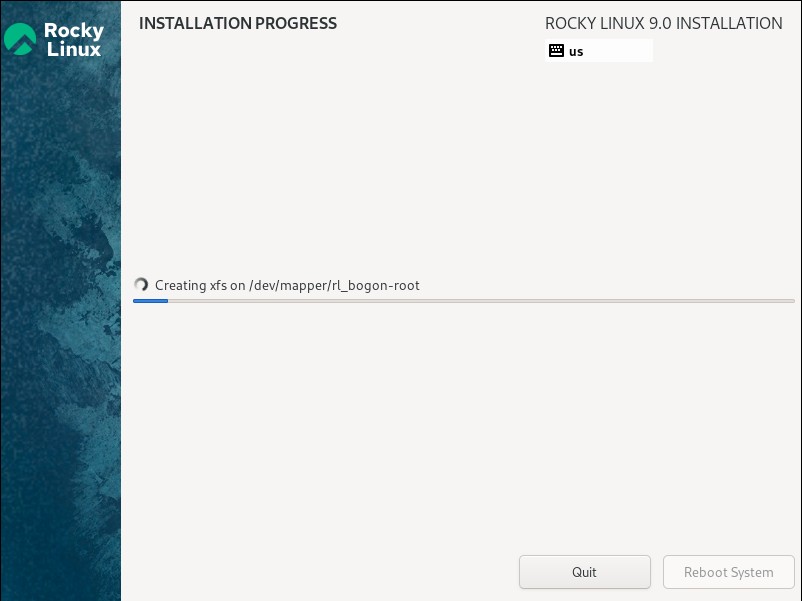 Rocky
Linux
INSTALLATION PROGRESS
ROCKY LINUX 9.0 INSTALLATION
us
Creating xfs on /dev/mapper/rl_bogon-root
Quit
Reboot System